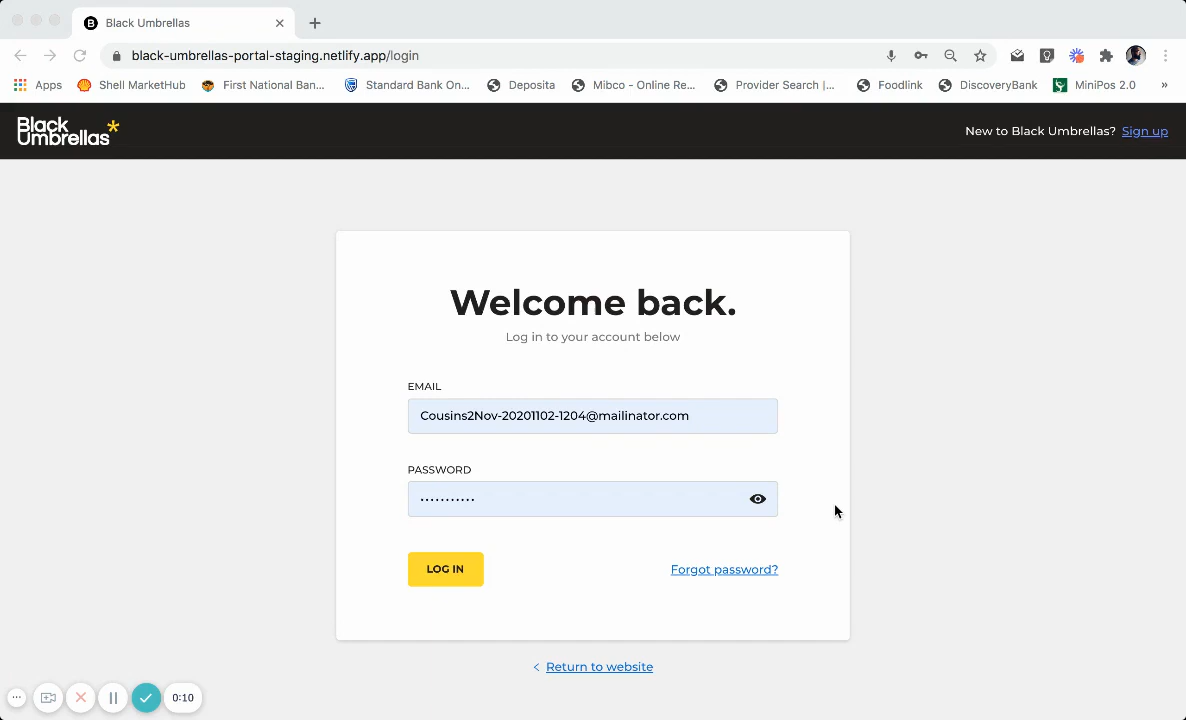 B Black Umbrellas
black-umbrellas-portal-staging.netlify.app/login
Apps Shell MarketHub First National Ban... Standard Bank On... Deposita Mibco - Online Re... Provider Search |... Foodlink DiscoveryBank MiniPos 2.0 »
Black
Umbrellas*
New to Black Umbrellas? Sign up
Welcome back.
Log in to your account below
EMAIL
Cousins2Nov-20201102-1204@mailinator.com
PASSWORD
•••••••••••
LOG IN
Forgot password?
< Return to website
0:10